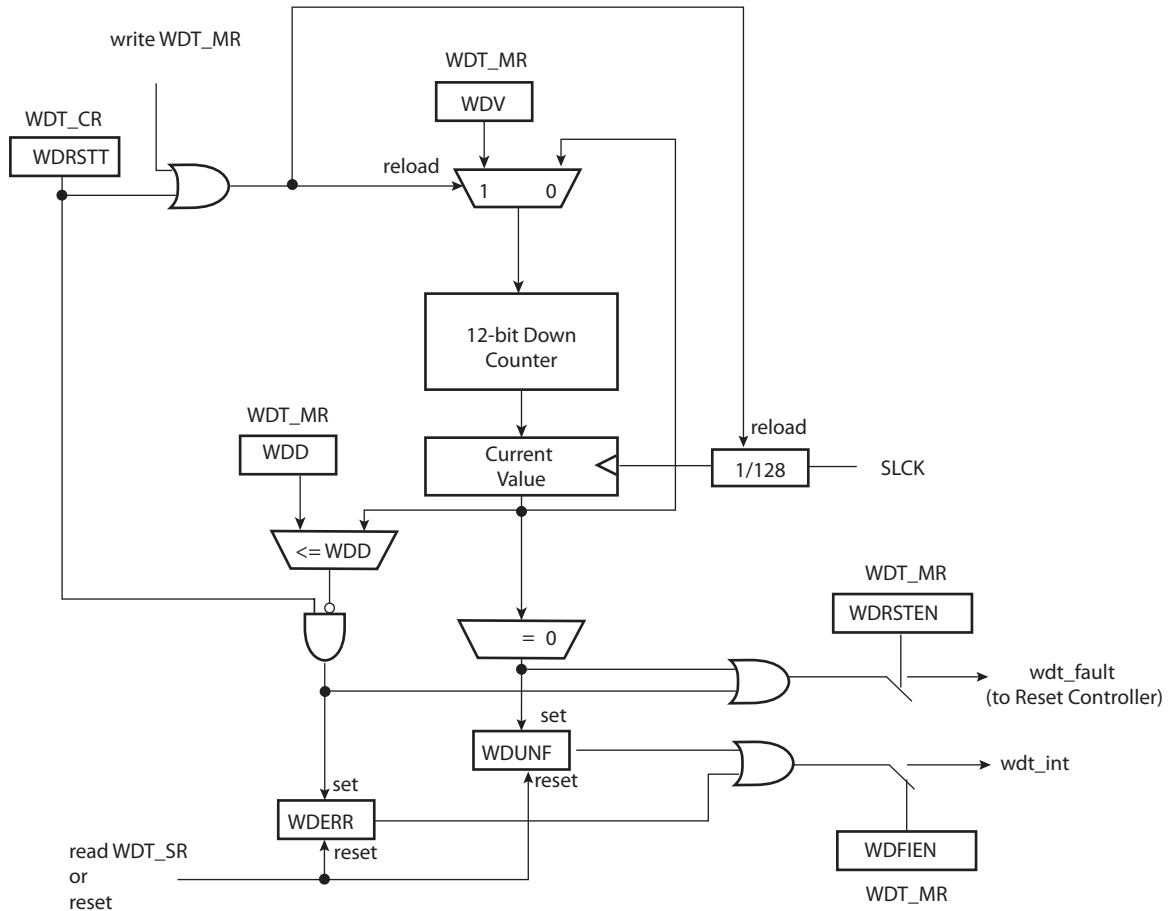 write WDT_MR
WDT_MR
WDV
WDT_CR
WDRSTT
reload
1 0
12-bit Down
Counter
WDT_MR
WDD
reload
Current
Value
1/128
SLCK
<= WDD
WDT_MR
WDRSTEN
= 0
wdt_fault
(to Reset Controller)
set
WDUNF
reset
wdt_int
set
WDERR
reset
WDFIEN
WDT_MR
read WDT_SR
or
reset